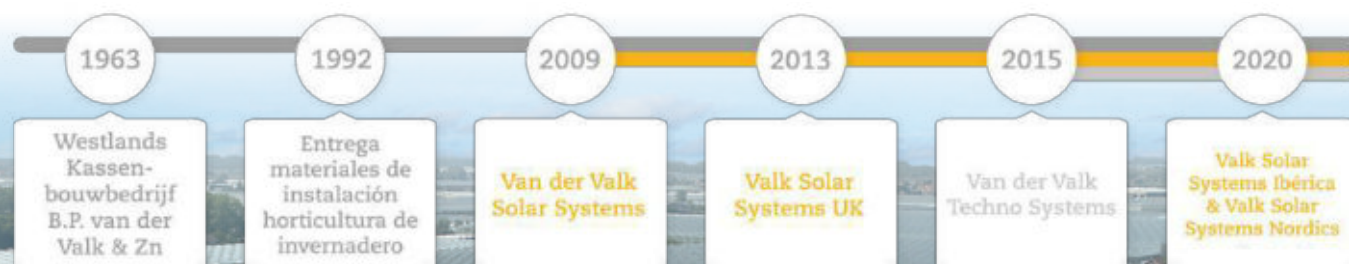 1963
1992
2009
2013
2015
2020
Westlands
Kassen-
bouwbedrijf
B.P. van der
Valk & Zn
Entrega
materiales de
instalación
horticultura de
invernadero
Van der Valk
Solar Systems
Valk Solar
Systems UK
Van der Valk
Techno Systems
Valk Solar
Systems Ibérica
& Valk Solar
Systems Nordics